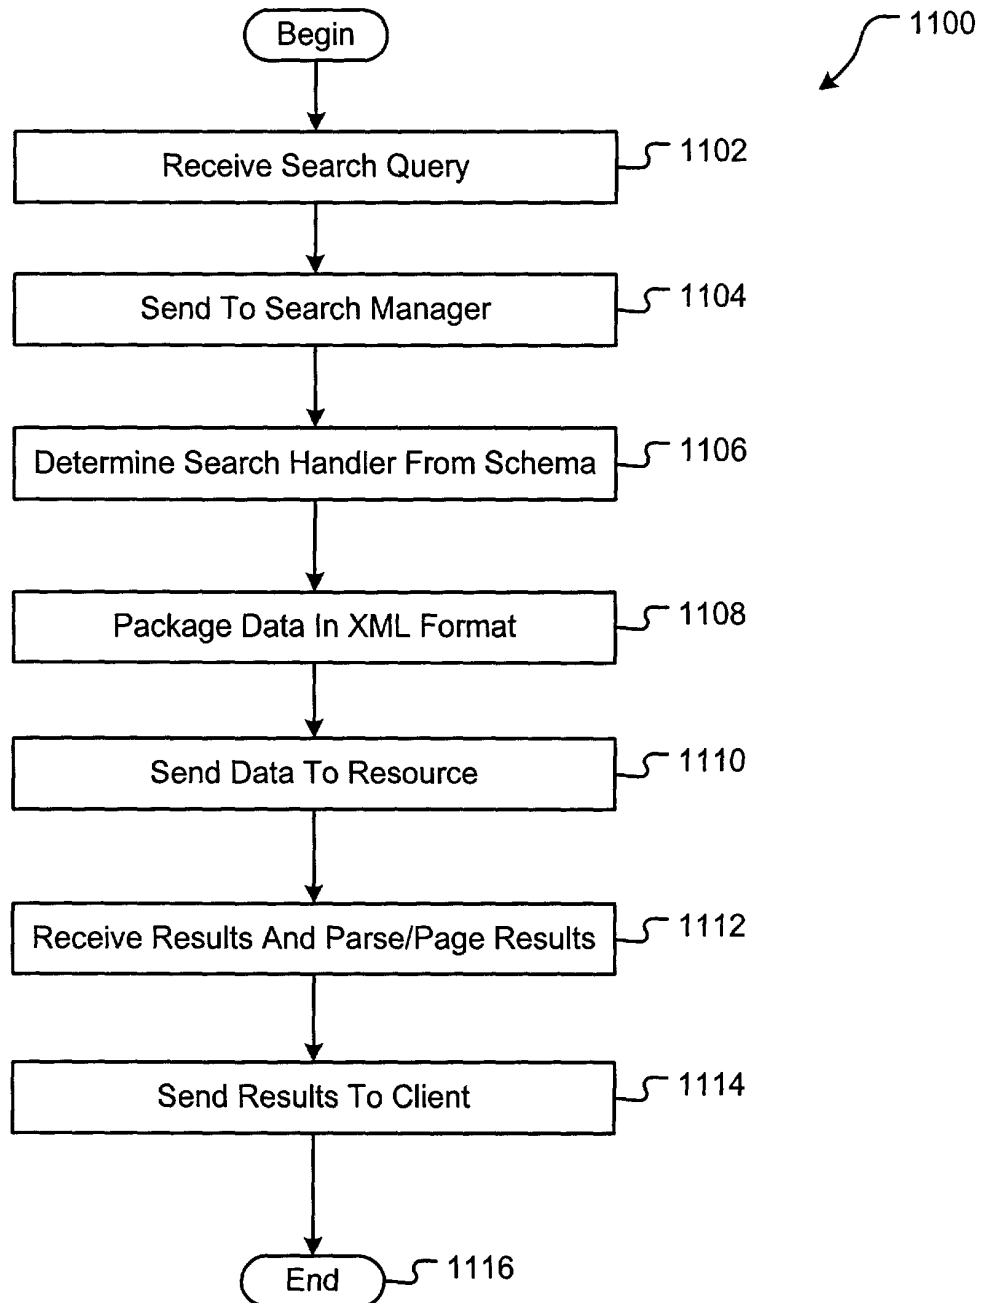 Begin
1100
Receive Search Query
1102
Send To Search Manager
1104
Determine Search Handler From Schema
1106
Package Data In XML Format
1108
Send Data To Resource
1110
Receive Results And Parse/Page Results
1112
Send Results To Client
1114
End
1116